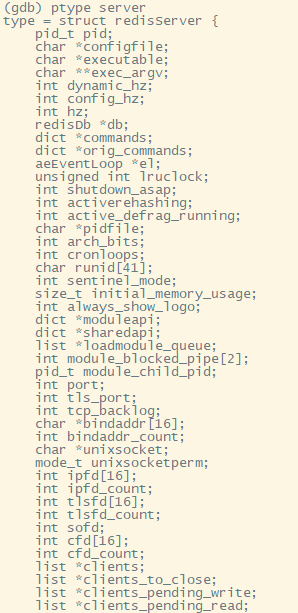 (gdb) ptype server
type = struct redisServer {
    pid_t pid;
    char *configfile;
    char *executable;
    char **exec_argv;
    int dynamic_hz;
    int config_hz;
    int hz;
    redisDb *db;
    dict *commands;
    dict *orig_commands;
    aeEventLoop *el;
    unsigned int lruclock;
    int shutdown_asap;
    int activerehashing;
    int active_defrag_running;
    char *pidfile;
    int arch_bits;
    int cronloops;
    char runid[41];
    int sentinel_mode;
    size_t initial_memory_usage;
    int always_show_logo;
    dict *moduleapi;
    dict *sharedapi;
    list *loadmodule_queue;
    int module_blocked_pipe[2];
    pid_t module_child_pid;
    int port;
    int tls_port;
    int tcp_backlog;
    char *bindaddr[16];
    int bindaddr_count;
    char *unixsocket;
    mode_t unixsocketperm;
    int ipfd[16];
    int ipfd_count;
    int tlsfd[16];
    int tlsfd_count;
    int sofd;
    int cfd[16];
    int cfd_count;
    list *clients;
    list *clients_to_close;
    list *clients_pending_write;
    list *clients_pending_read;